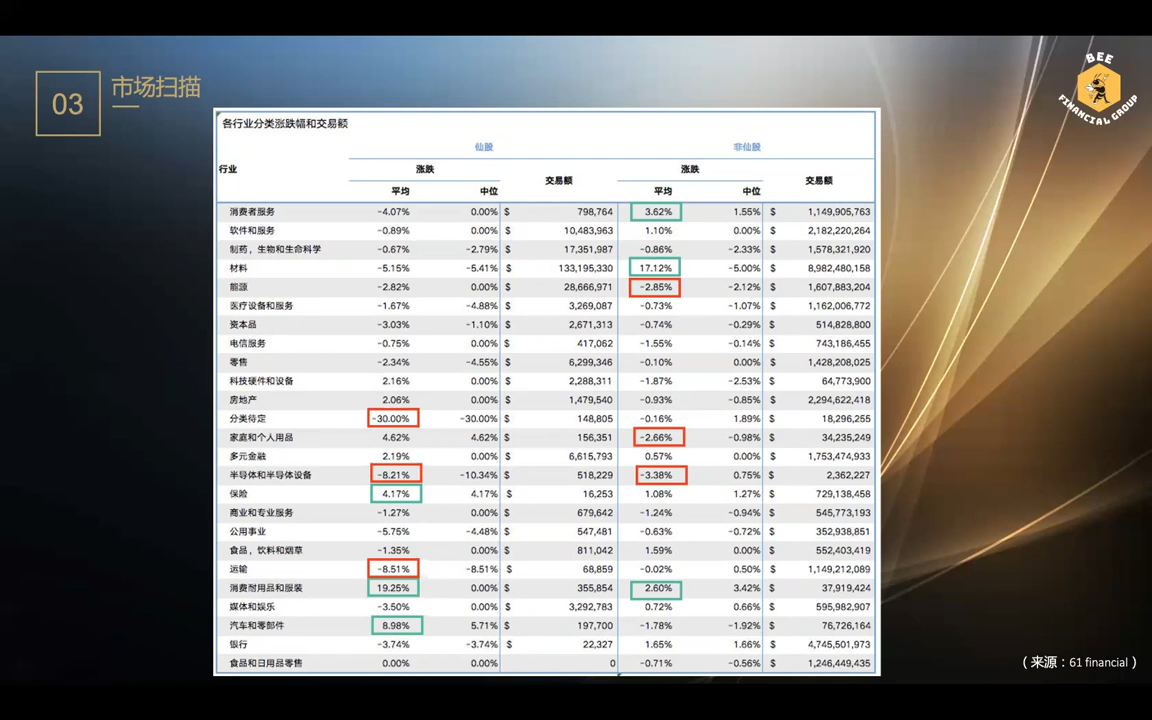 BEE
FINANCIAL GROUP
03
市场扫描
各行业分类涨跌幅和交易额
仙股 非仙股
行业 涨跌 交易额 涨跌 交易额
平均 中位 平均 中位
消费者服务 -4.07% 0.00% $ 798,764 3.62% 1.55% $ 1,149,905,763
软件和服务 -0.89% 0.00% $ 10,483,963 1.10% 0.00% $ 2,182,220,264
制药，生物和生命科学 -0.67% -2.79% $ 17,351,987 -0.86% -2.33% $ 1,578,321,920
材料 -5.15% -5.41% $ 133,195,330 17.12% -5.00% $ 8,982,480,158
能源 -2.82% 0.00% $ 28,666,971 -2.85% -2.12% $ 1,607,883,204
医疗设备和服务 -1.67% -4.88% $ 3,269,087 -0.73% -1.07% $ 1,162,006,772
资本品 -3.03% -1.10% $ 2,671,313 -0.74% -0.29% $ 514,828,800
电信服务 -0.75% 0.00% $ 417,062 -1.55% -0.14% $ 743,186,455
零售 -2.34% -4.55% $ 6,299,346 -0.10% 0.00% $ 1,428,208,025
科技硬件和设备 2.16% 0.00% $ 2,288,311 -1.87% -2.53% $ 64,773,900
房地产 2.06% 0.00% $ 1,479,540 -0.93% -0.85% $ 2,294,622,418
分类待定 -30.00% -30.00% $ 148,805 -0.16% 1.89% $ 18,296,255
家庭和个人用品 4.62% 4.62% $ 156,351 -2.66% -0.98% $ 34,235,249
多元金融 2.19% 0.00% $ 6,615,793 0.57% 0.00% $ 1,753,474,933
半导体和半导体设备 -8.21% -10.34% $ 518,229 -3.38% 0.75% $ 2,362,227
保险 4.17% 4.17% $ 16,253 1.08% 1.27% $ 729,138,458
商业和专业服务 -1.27% 0.00% $ 679,642 -1.24% -0.94% $ 545,773,193
公用事业 -5.75% -4.48% $ 547,481 -0.63% -0.72% $ 352,938,851
食品，饮料和烟草 -1.35% 0.00% $ 811,042 1.59% 0.00% $ 552,403,419
运输 -8.51% -8.51% $ 68,859 -0.02% 0.50% $ 1,149,212,089
消费耐用品和服装 19.25% 0.00% $ 355,854 2.60% 3.42% $ 37,919,424
媒体和娱乐 -3.50% 0.00% $ 3,292,783 0.72% 0.66% $ 595,982,907
汽车和零部件 8.98% 5.71% $ 197,700 -1.78% -1.92% $ 76,726,164
银行 -3.74% -3.74% $ 22,327 1.65% 1.66% $ 4,745,501,973
食品和日用品零售 0.00% 0.00% 0 -0.71% -0.56% $ 1,246,449,435
（来源：61 financial）